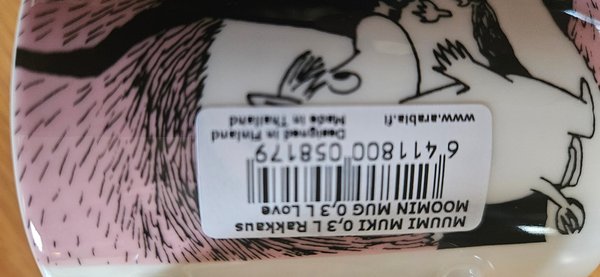 MUUMI MUKI 0,3 L Rakkaus
MOOMIN MUG 0,3 L Love
6 411800 058179
Designed in Finland
Made in Thailand
www.arabia.fi